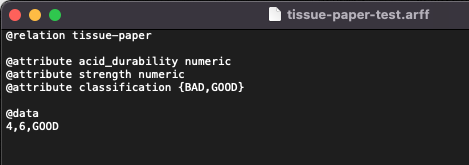 tissue-paper-test.arff
@relation tissue-paper
@attribute acid_durability numeric
@attribute strength numeric
@attribute classification {BAD,GOOD}
@data
4,6,GOOD